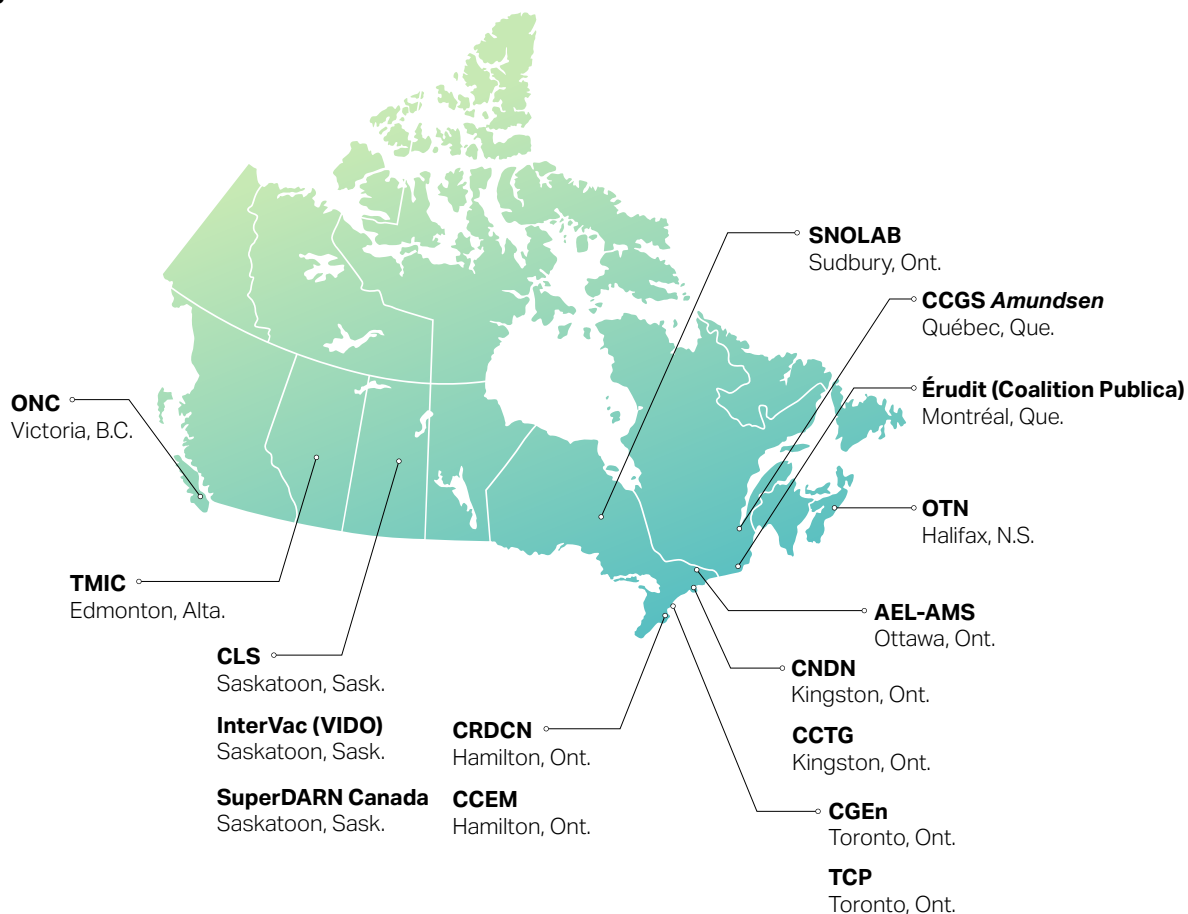 SNOLAB
Sudbury, Ont.
CCGS Amundsen
Québec, Que.
Érudit (Coalition Publica)
Montréal, Que.
ONC
Victoria, B.C.
OTN
Halifax, N.S.
TMIC
Edmonton, Alta.
AEL-AMS
Ottawa, Ont.
CLS
Saskatoon, Sask.
InterVac (VIDO)
Saskatoon, Sask.
SuperDARN Canada
Saskatoon, Sask.
CRDCN
Hamilton, Ont.
CCEM
Hamilton, Ont.
CNDN
Kingston, Ont.
CCTG
Kingston, Ont.
CGEn
Toronto, Ont.
TCP
Toronto, Ont.